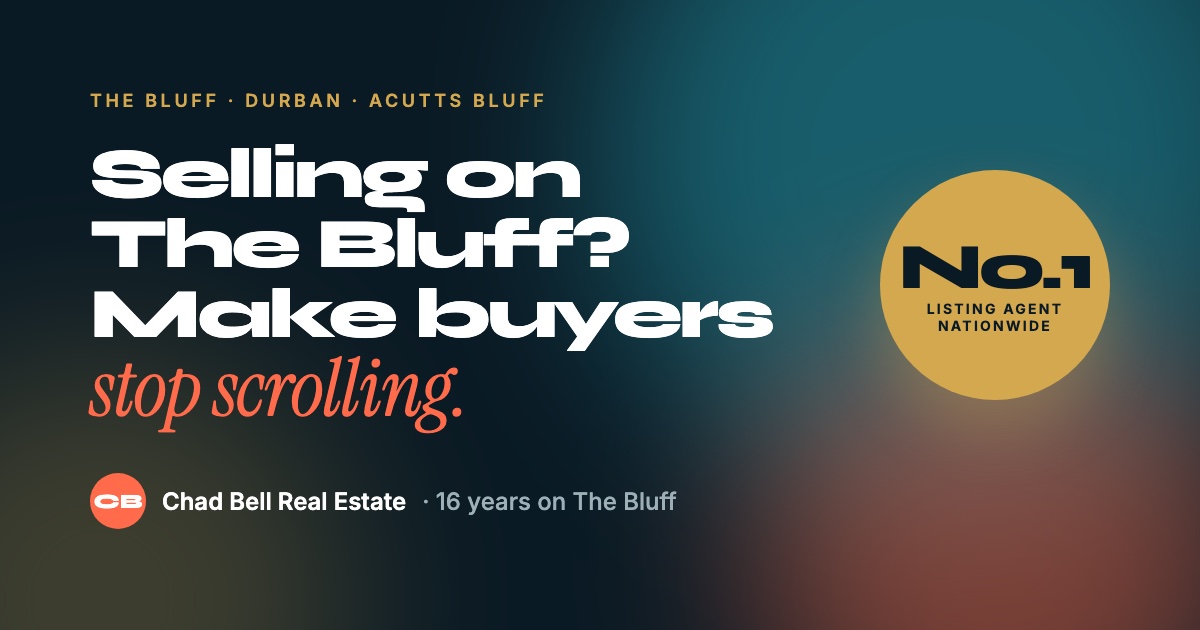 THE BLUFF · DURBAN · ACUTTS BLUFF
Selling on
The Bluff?
Make buyers
stop scrolling.
No.1
LISTING AGENT
NATIONWIDE
CB Chad Bell Real Estate · 16 years on The Bluff